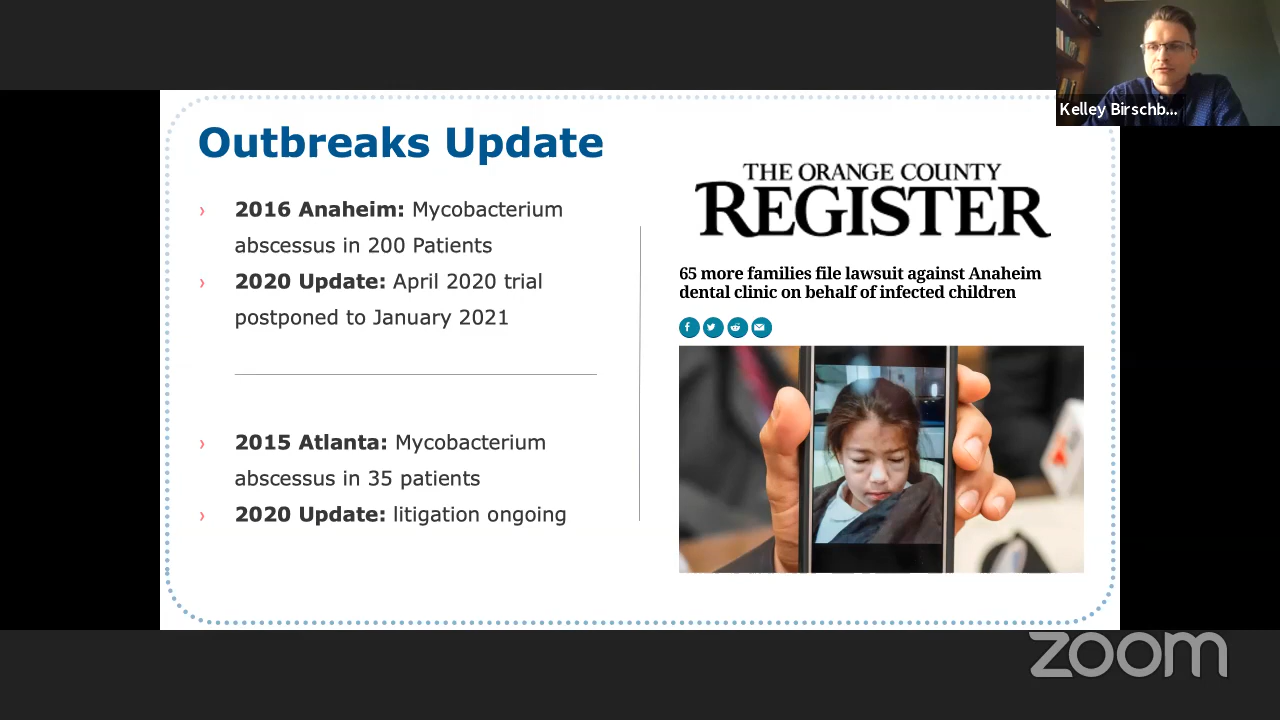 Kelley Birschb...
Outbreaks Update
› 2016 Anaheim: Mycobacterium
abscessus in 200 Patients
› 2020 Update: April 2020 trial
postponed to January 2021
› 2015 Atlanta: Mycobacterium
abscessus in 35 patients
› 2020 Update: litigation ongoing
THE ORANGE COUNTY
REGISTER
65 more families file lawsuit against Anaheim
dental clinic on behalf of infected children
zoom